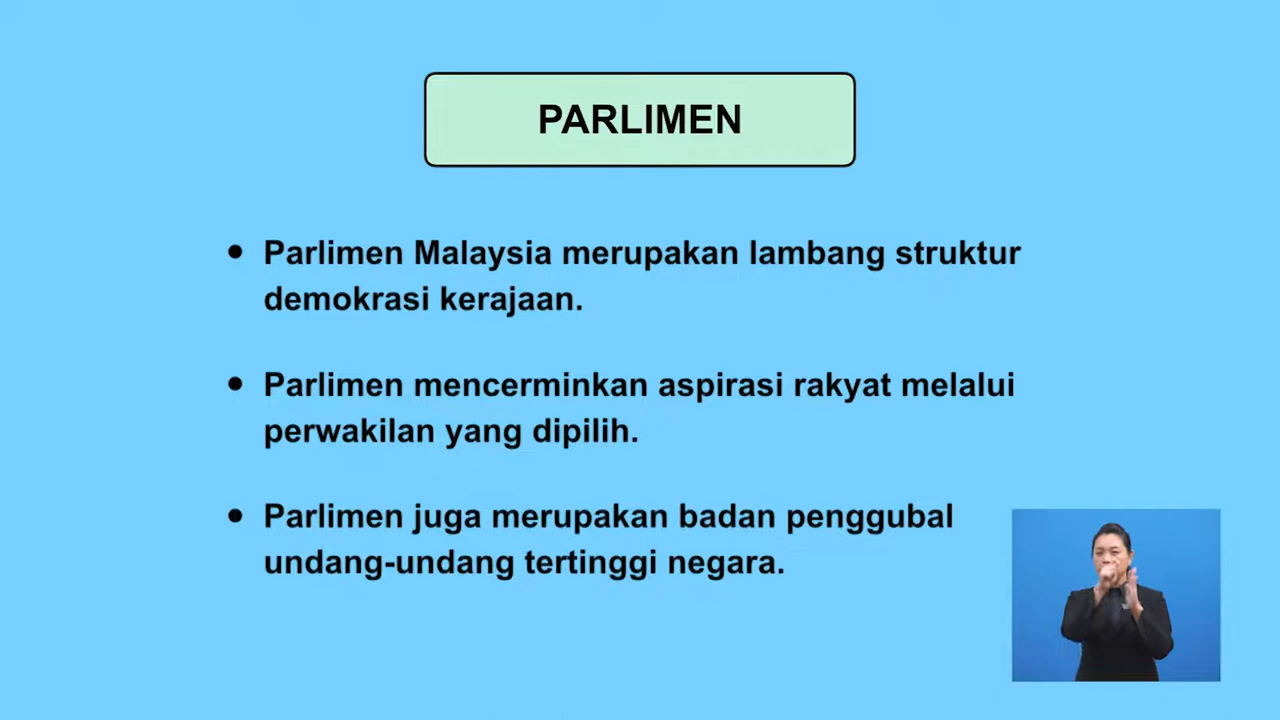 PARLIMEN
• Parlimen Malaysia merupakan lambang struktur
demokrasi kerajaan.
• Parlimen mencerminkan aspirasi rakyat melalui
perwakilan yang dipilih.
• Parlimen juga merupakan badan penggubal
undang-undang tertinggi negara.